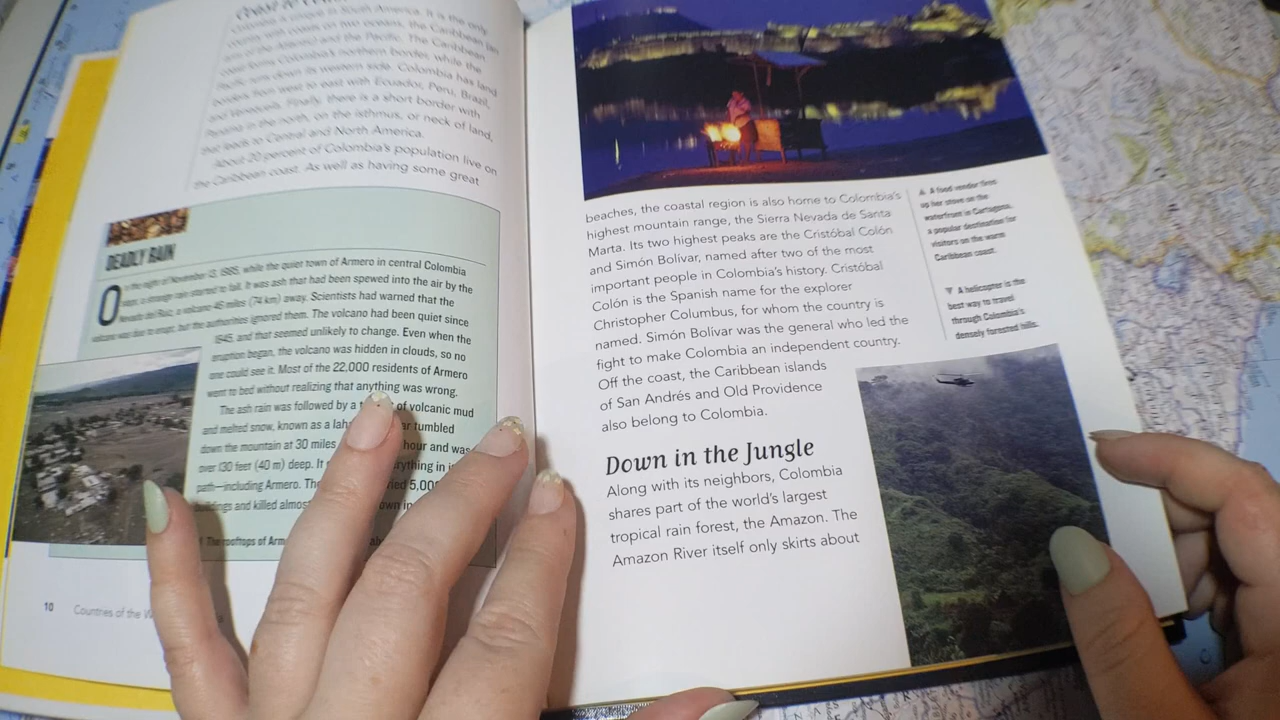 Colombia is unique in South America. It is the only
country with coasts on two oceans, the Caribbean
and the Pacific. The Caribbean
coast forms Colombia's northern border, while the
Pacific runs down its western side. Colombia has land
borders from west to east with Ecuador, Peru, Brazil,
and Venezuela. Finally, there is a short border with
Panama in the north, on the isthmus, or neck of land,
that leads to Central and North America.
About 20 percent of Colombia's population live on
the Caribbean coast. As well as having some great
DEADLY RAIN
On the night of November 13, 1985, while the quiet town of Armero in central Colombia
a strange rain started to fall. It was ash that had been spewed into the air by the
Nevado del Ruiz, a volcano 46 miles (74 km) away. Scientists had warned that the
volcano was due to erupt, but the authorities ignored them. The volcano had been quiet since
1845, and that seemed unlikely to change. Even when the
eruption began, the volcano was hidden in clouds, so no
one could see it. Most of the 22,000 residents of Armero
went to bed without realizing that anything was wrong.
The ash rain was followed by a of volcanic mud
and melted snow, known as a lahar tumbled
down the mountain at 30 miles hour and was
over 130 feet (40 m) deep. It everything in
path—including Armero. The 5,000
buildings and killed almost
The rooftops of
10 Countries of the
beaches, the coastal region is also home to Colombia's
highest mountain range, the Sierra Nevada de Santa
Marta. Its two highest peaks are the Cristóbal Colón
and Simón Bolívar, named after two of the most
important people in Colombia's history. Cristóbal
Colón is the Spanish name for the explorer
Christopher Columbus, for whom the country is
named. Simón Bolívar was the general who led the
fight to make Colombia an independent country.
Off the coast, the Caribbean islands
of San Andrés and Old Providence
also belong to Colombia.
Down in the Jungle
Along with its neighbors, Colombia
shares part of the world's largest
tropical rain forest, the Amazon. The
Amazon River itself only skirts about
▲ A food vendor fires
up her stove on the
waterfront in Cartagena,
a popular destination for
visitors on the warm
Caribbean coast.
▼ A helicopter is the
best way to travel
through Colombia's
densely forested hills.